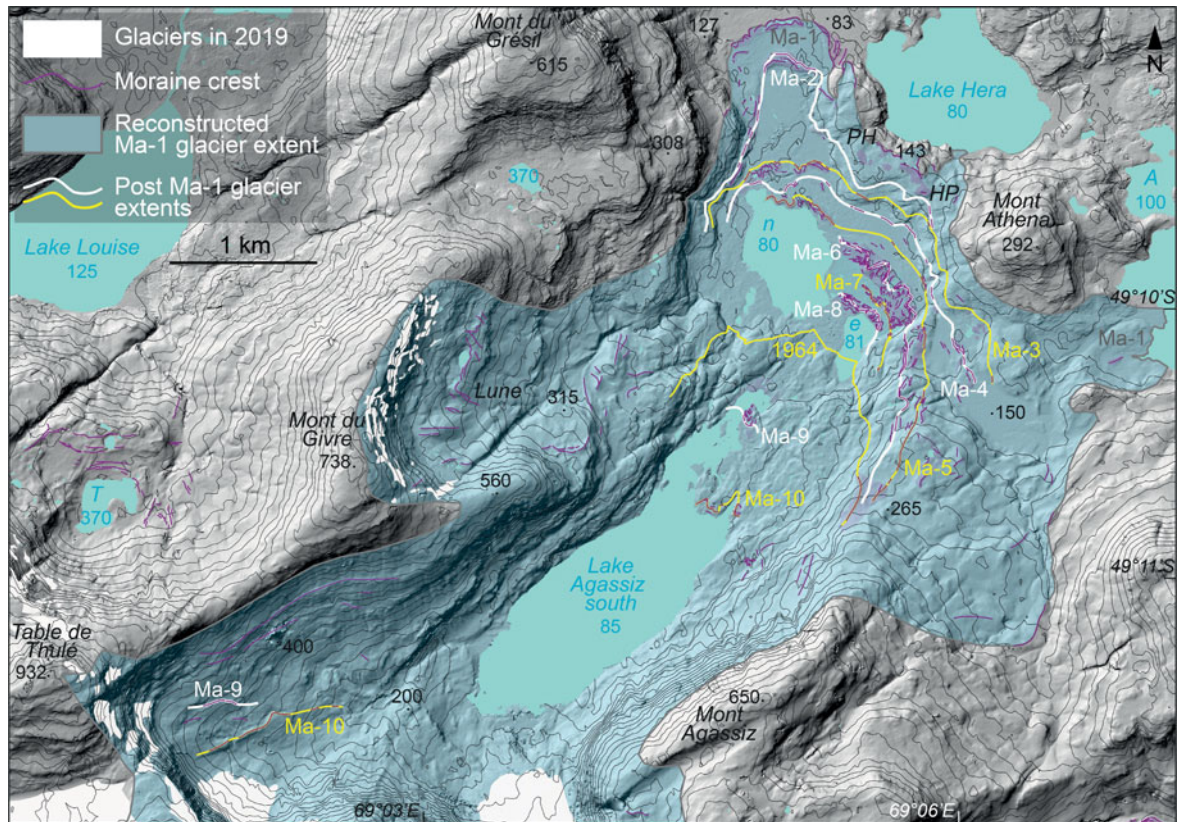 Glaciers in 2019
Moraine crest
Reconstructed
Ma-1 glacier extent
Post Ma-1 glacier
extents
1 km
N
Mont du
Grésil
615
127
83
Ma-1
Ma-2
Lake Hera
80
308
PH
143
HP
370
Mont
Athena
292
A
100
Lake Louise
125
n
80
Ma-6
Ma-7
Ma-8
e
81
49°10'S
1964
Ma-3
Ma-1
Ma-4
Lune
315
Mont du
Givre
738
150
Ma-9
560
Ma-5
T
370
Ma-10
265
Lake
Agassiz
south
85
49°11'S
Table de
Thulé
932
400
Ma-9
200
Ma-10
650
Mont
Agassiz
69°03'E
69°06'E